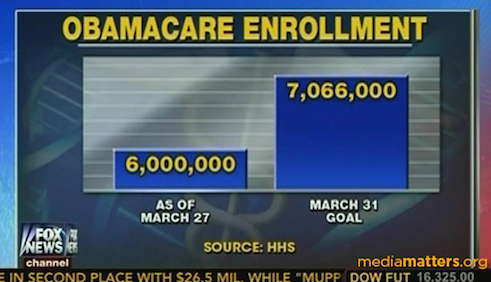 OBAMACARE ENROLLMENT
6,000,000
7,066,000
AS OF
MARCH 27
MARCH 31
GOAL
SOURCE: HHS
FOX
NEWS
channel
mediamatters.org
E IN SECOND PLACE WITH $26.5 MIL, WHILE "MUPP DOW FUT 16,325.00